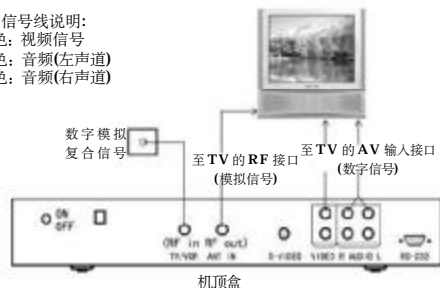 信号线说明:
色: 视频信号
色: 音频(左声道)
色: 音频(右声道)
数字模拟
复合信号
至TV的RF 接口
(模拟信号)
至TV 的AV 输入接口
(数字信号)
ON
OFF
(RF in RF out)
TV/VCR ANT IN
S-VIDEO
VIDEO R AUDIO L
RS-232
机顶盒